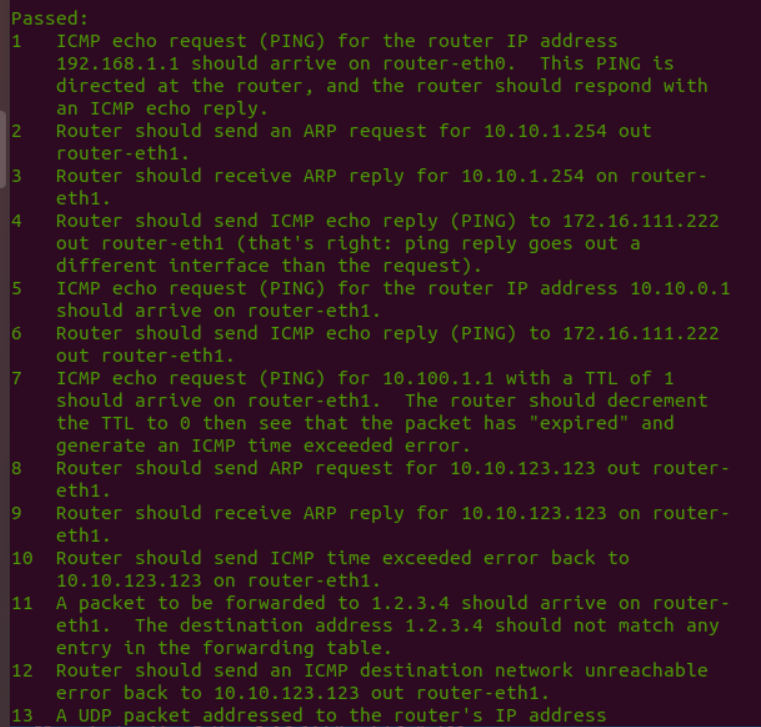 Passed:
1 ICMP echo request (PING) for the router IP address
192.168.1.1 should arrive on router-eth0. This PING is
directed at the router, and the router should respond with
an ICMP echo reply.
2 Router should send an ARP request for 10.10.1.254 out
router-eth1.
3 Router should receive ARP reply for 10.10.1.254 on router-
eth1.
4 Router should send ICMP echo reply (PING) to 172.16.111.222
out router-eth1 (that's right: ping reply goes out a
different interface than the request).
5 ICMP echo request (PING) for the router IP address 10.10.0.1
should arrive on router-eth1.
6 Router should send ICMP echo reply (PING) to 172.16.111.222
out router-eth1.
7 ICMP echo request (PING) for 10.100.1.1 with a TTL of 1
should arrive on router-eth1. The router should decrement
the TTL to 0 then see that the packet has "expired" and
generate an ICMP time exceeded error.
8 Router should send ARP request for 10.10.123.123 out router-
eth1.
9 Router should receive ARP reply for 10.10.123.123 on router-
eth1.
10 Router should send ICMP time exceeded error back to
10.10.123.123 on router-eth1.
11 A packet to be forwarded to 1.2.3.4 should arrive on router-
eth1. The destination address 1.2.3.4 should not match any
entry in the forwarding table.
12 Router should send an ICMP destination network unreachable
error back to 10.10.123.123 out router-eth1.
13 A UDP packet addressed to the router's IP address